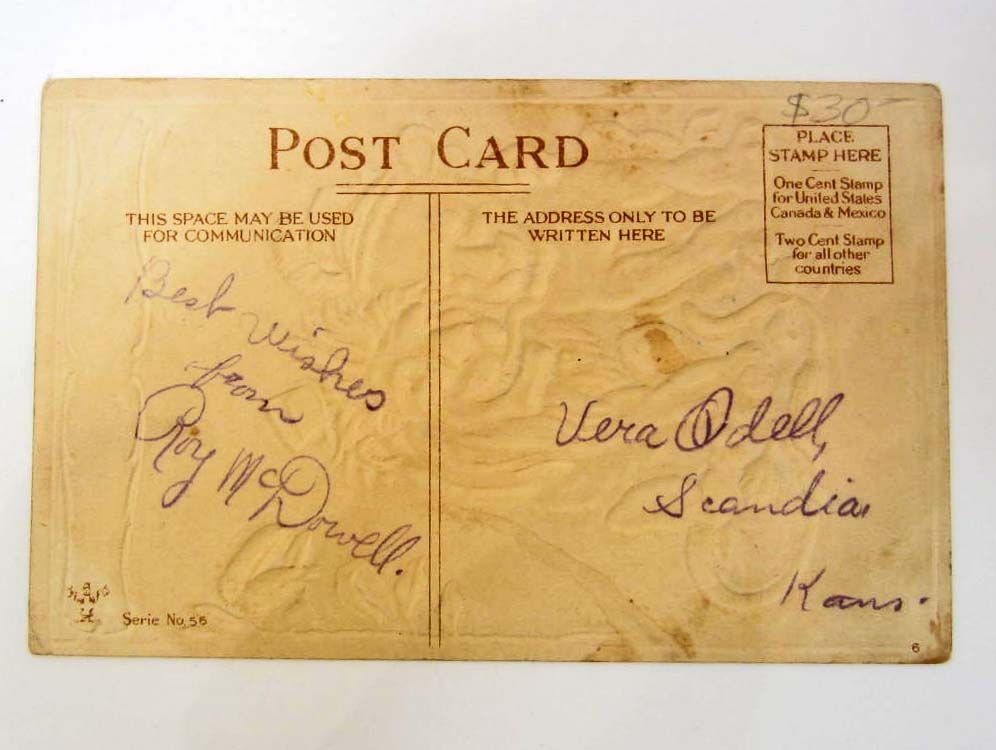 $30-
POST CARD
PLACE
STAMP HERE
One Cent Stamp
for United States
Canada & Mexico
Two Cent Stamp
for all other
countries
THIS SPACE MAY BE USED
FOR COMMUNICATION
THE ADDRESS ONLY TO BE
WRITTEN HERE
Best Wishes
from
Roy McDowell.
Vera Odell,
Scandia,
Kans.
Serie No. 56
6